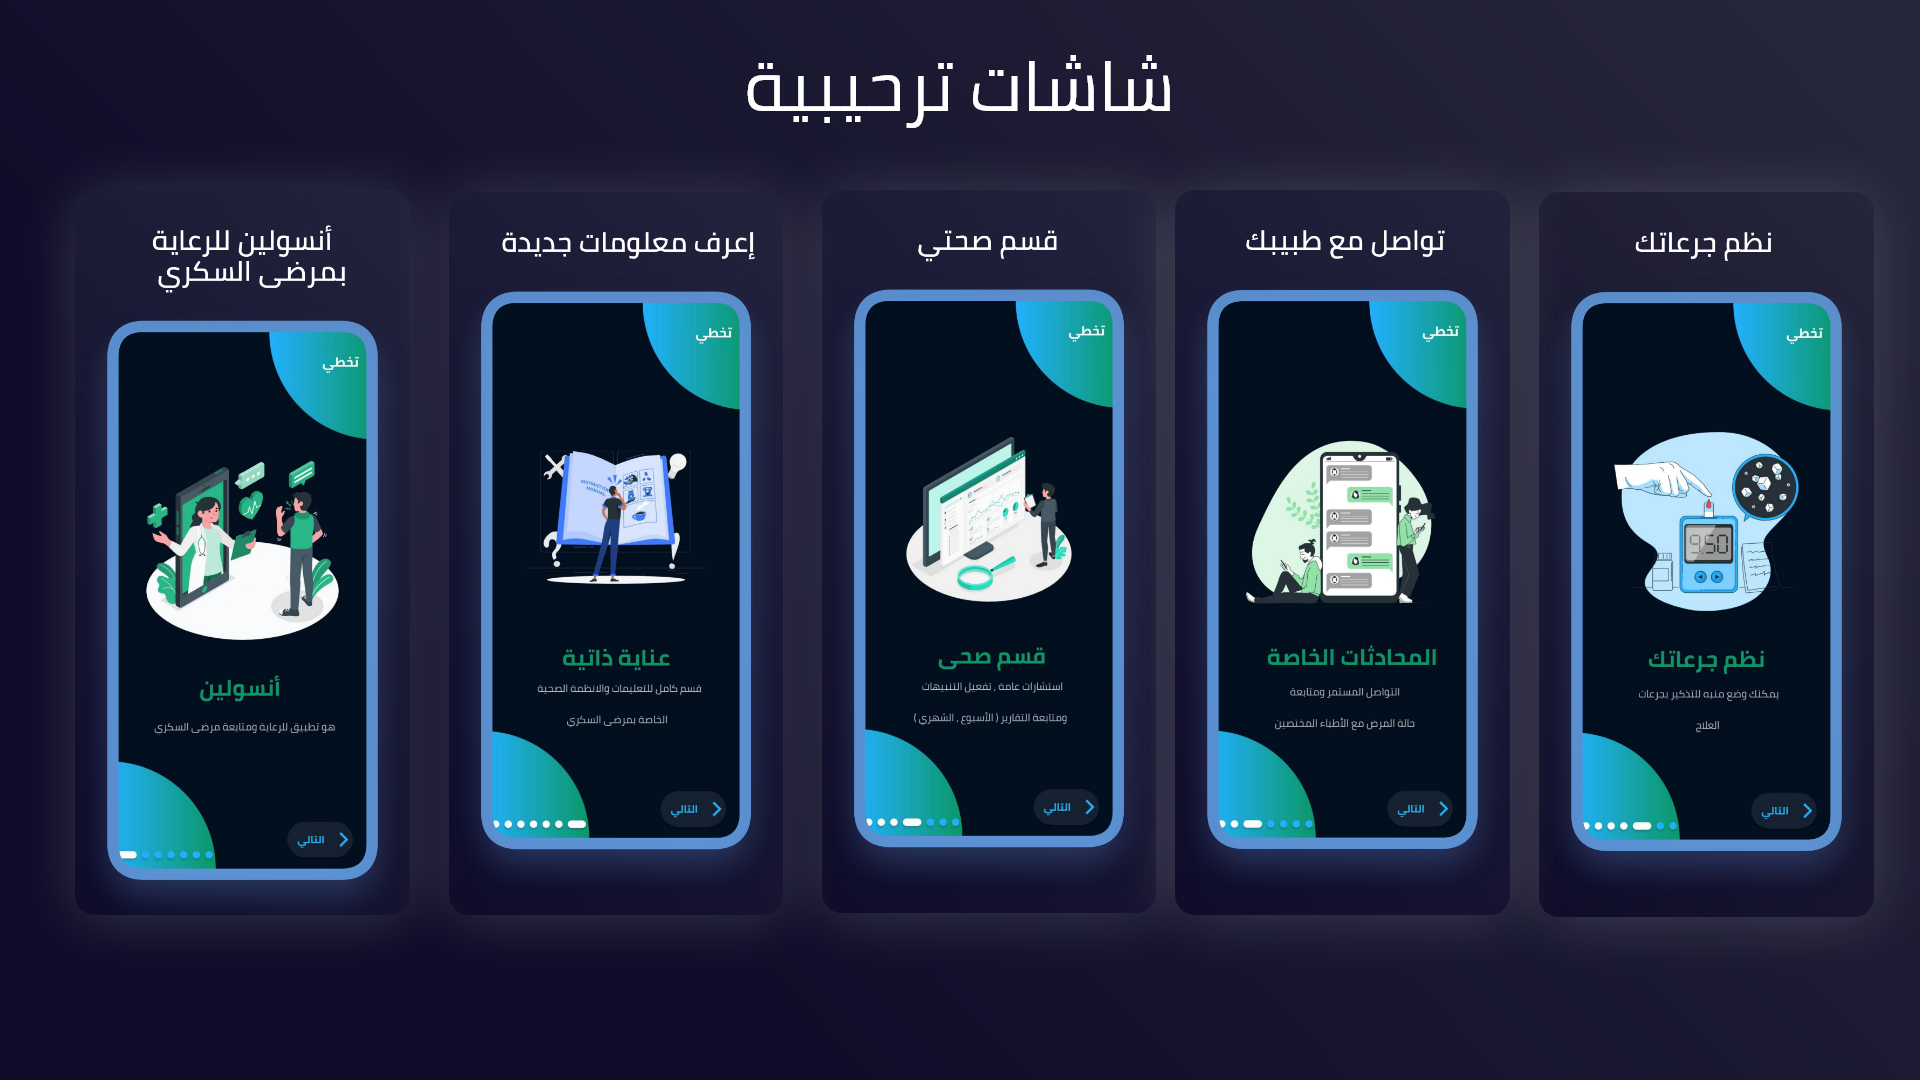 شاشات ترحيبية
نظم جرعاتك
تخطي
9.50
نظم جرعاتك
يمكنك وضع منبه للتذكير بجرعات
العلاج
التالي
تواصل مع طبيبك
تخطي
المحادثات الخاصة
التواصل المستمر ومتابعة
حالة المرض مع الأطباء المختصين
التالي
قسم صحتي
تخطي
قسم صحى
استشارات عامة , تفعيل التنبيهات
ومتابعة التقارير ( الأسبوع , الشهري )
التالي
إعرف معلومات جديدة
تخطي
INSTRUCTION
MANUAL
عناية ذاتية
قسم كامل للتعليمات والانظمة الصحية
الخاصة بمرضى السكري
التالي
أنسولين للرعاية
بمرضى السكري
تخطي
أنسولين
هو تطبيق للرعاية ومتابعة مرضى السكري
التالي